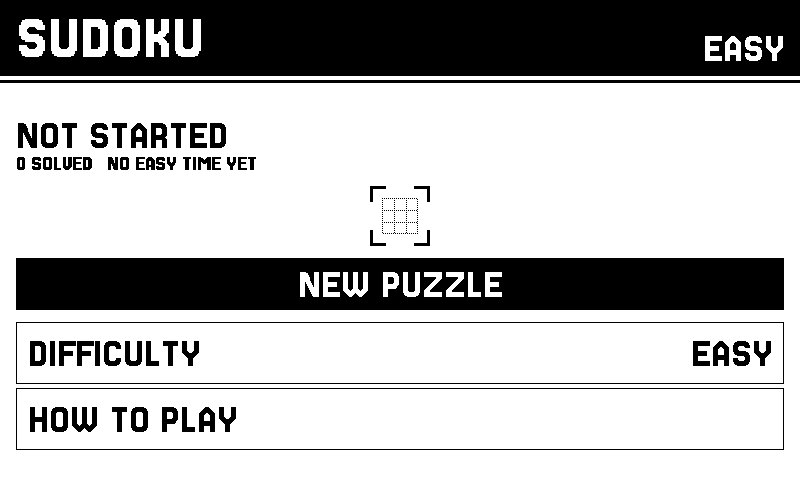 SUDOKU
EASY
NOT STARTED
0 SOLVED NO EASY TIME YET
NEW PUZZLE
DIFFICULTY EASY
HOW TO PLAY